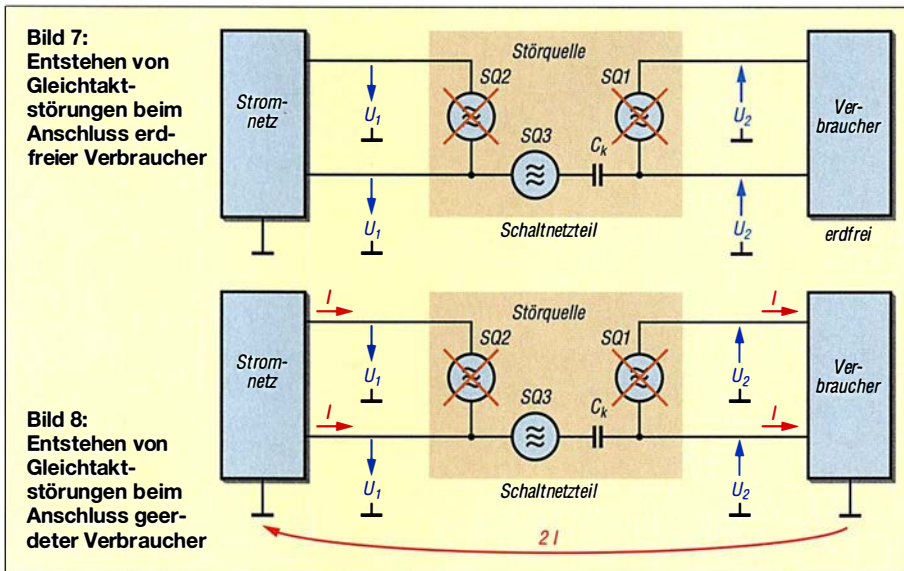 Bild 7:
Entstehen von
Gleichtakt-
störungen beim
Anschluss erd-
freier Verbraucher
Strom-
netz
U1
U1
Störquelle
SQ2
SQ1
SQ3
Ck
Schaltnetzteil
U2
U2
Ver-
braucher
erdfrei
Bild 8:
Entstehen von
Gleichtakt-
störungen beim
Anschluss geer-
deter Verbraucher
Strom-
netz
I
I
U1
U1
Störquelle
SQ2
SQ1
SQ3
Ck
Schaltnetzteil
U2
U2
I
I
Ver-
braucher
2 I